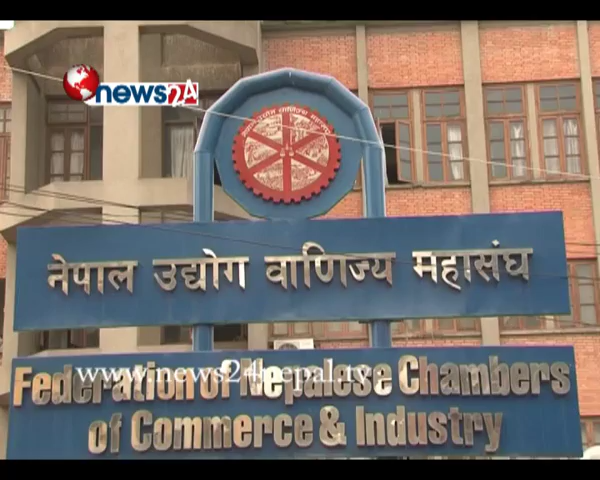 news24
नेपाल उद्योग वाणिज्य महासंघ
www.news24nepal.tv
Federation of Nepalese Chambers
of Commerce & Industry